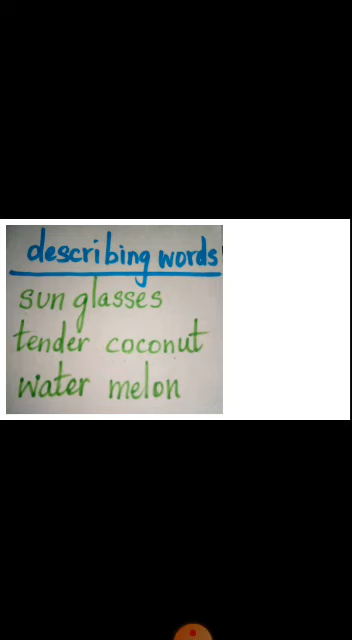 describing words
sun glasses
tender coconut
water melon